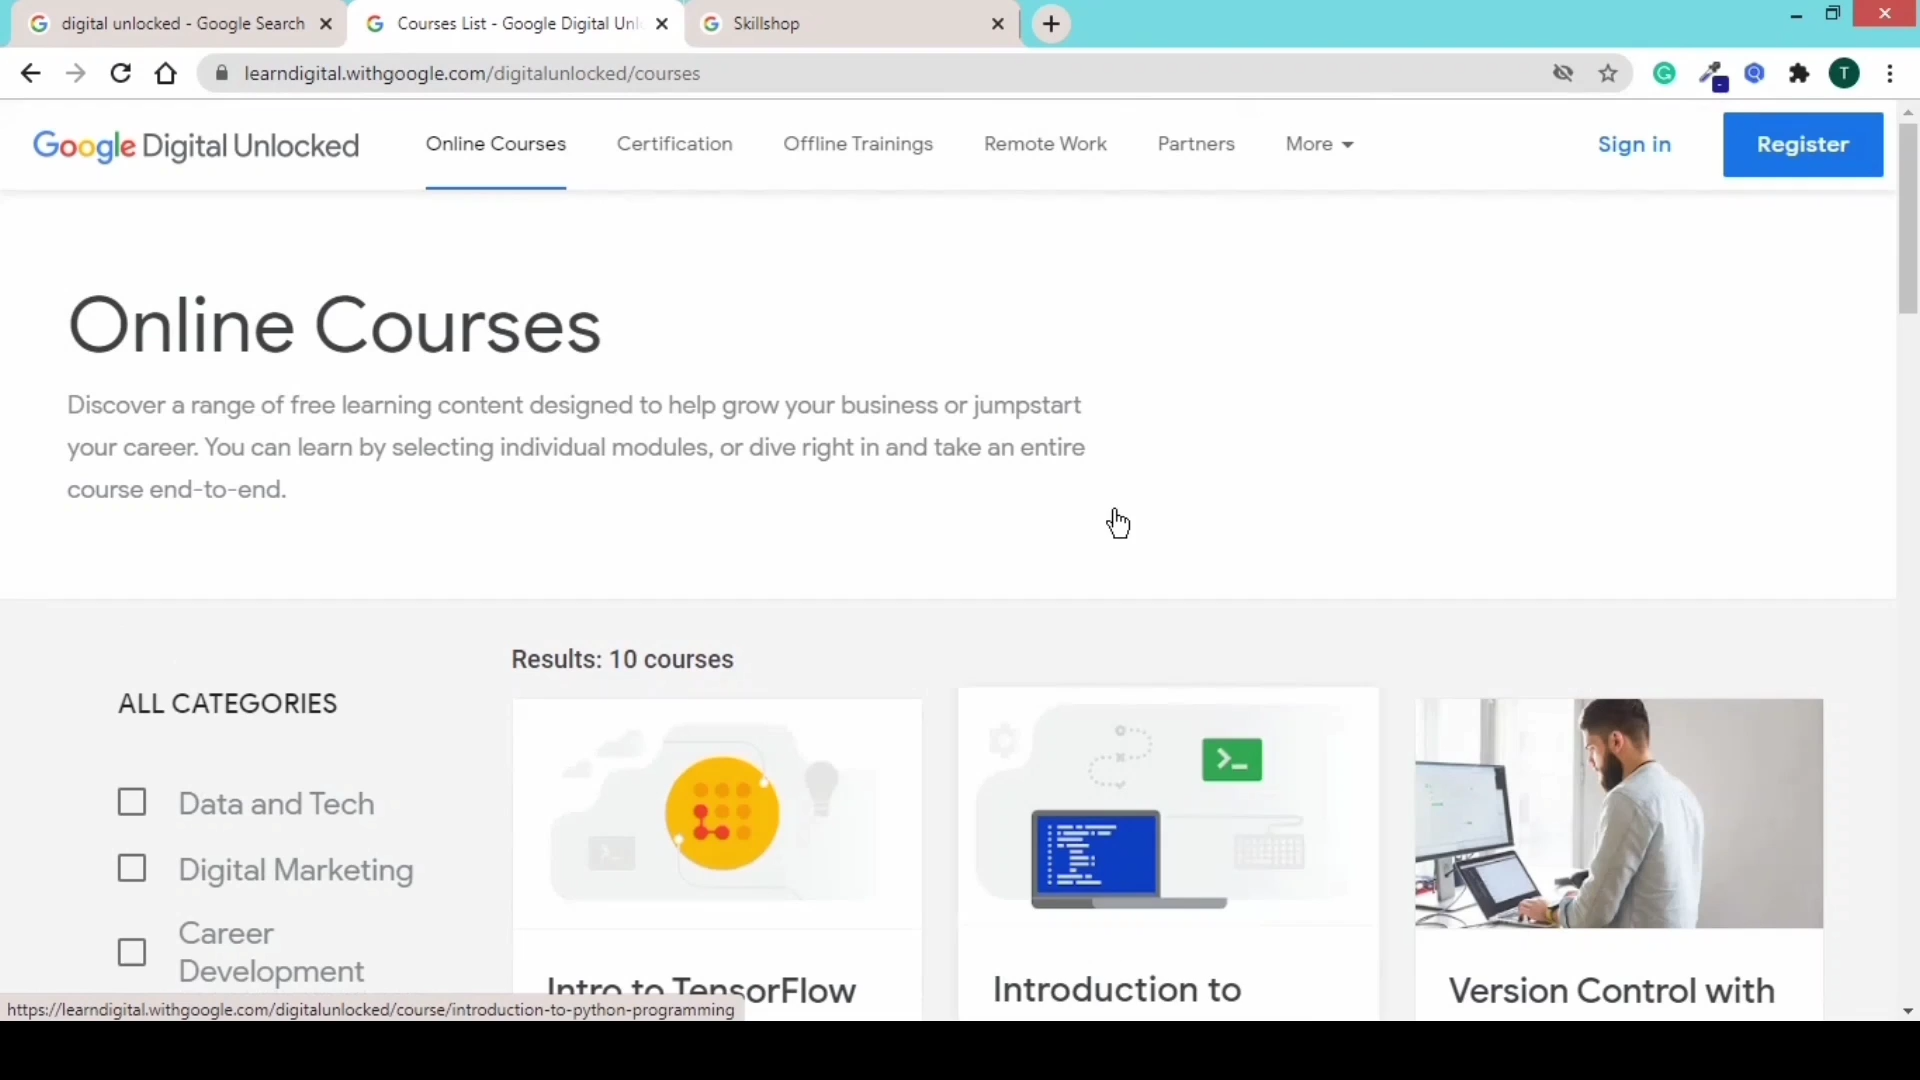 digital unlocked - Google Search
Courses List - Google Digital Unl
Skillshop
learndigital.withgoogle.com/digitalunlocked/courses
T
Google Digital Unlocked
Online Courses
Certification
Offline Trainings
Remote Work
Partners
More
Sign in
Register
Online Courses
Discover a range of free learning content designed to help grow your business or jumpstart
your career. You can learn by selecting individual modules, or dive right in and take an entire
course end-to-end.
Results: 10 courses
ALL CATEGORIES
Data and Tech
Digital Marketing
Career
Development
Intro to TensorFlow
Introduction to
Version Control with
https://learndigital.withgoogle.com/digitalunlocked/course/introduction-to-python-programming